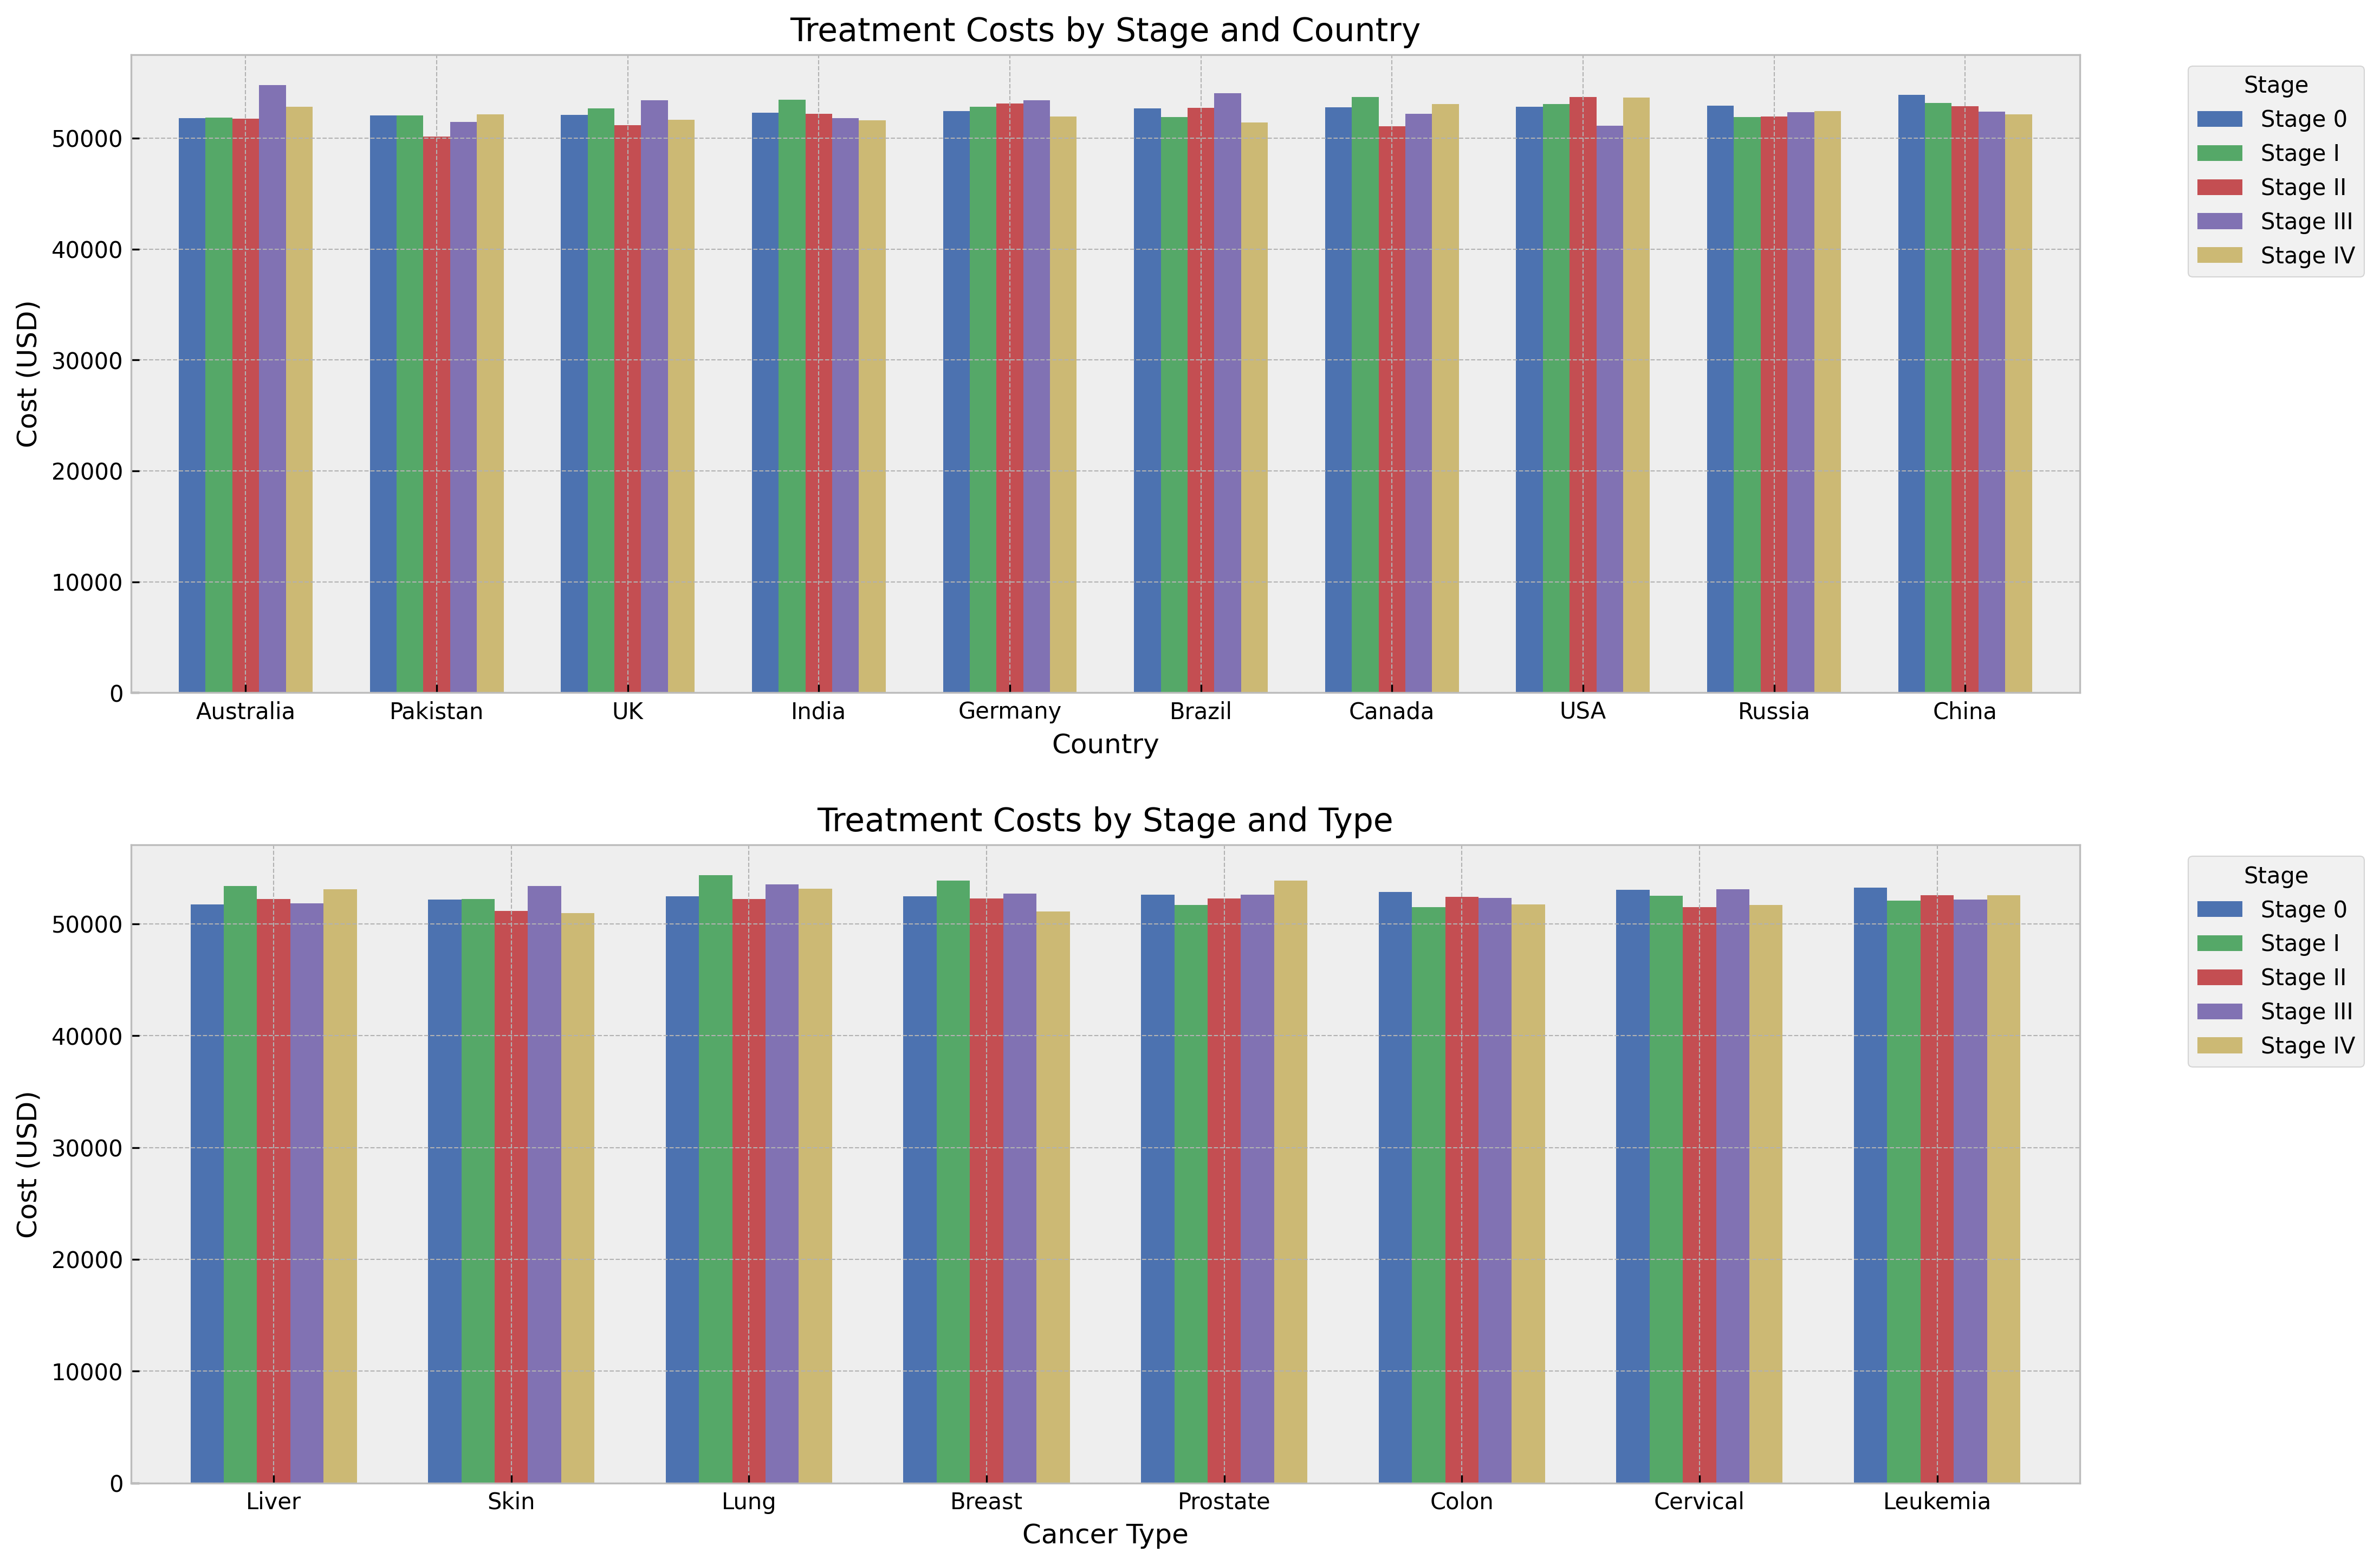 Treatment Costs by Stage and Country
Cost (USD)
50000
40000
30000
20000
10000
0
Australia Pakistan UK India Germany Brazil Canada USA Russia China
Country
Stage
Stage 0
Stage I
Stage II
Stage III
Stage IV
Treatment Costs by Stage and Type
Cost (USD)
50000
40000
30000
20000
10000
0
Liver Skin Lung Breast Prostate Colon Cervical Leukemia
Cancer Type
Stage
Stage 0
Stage I
Stage II
Stage III
Stage IV